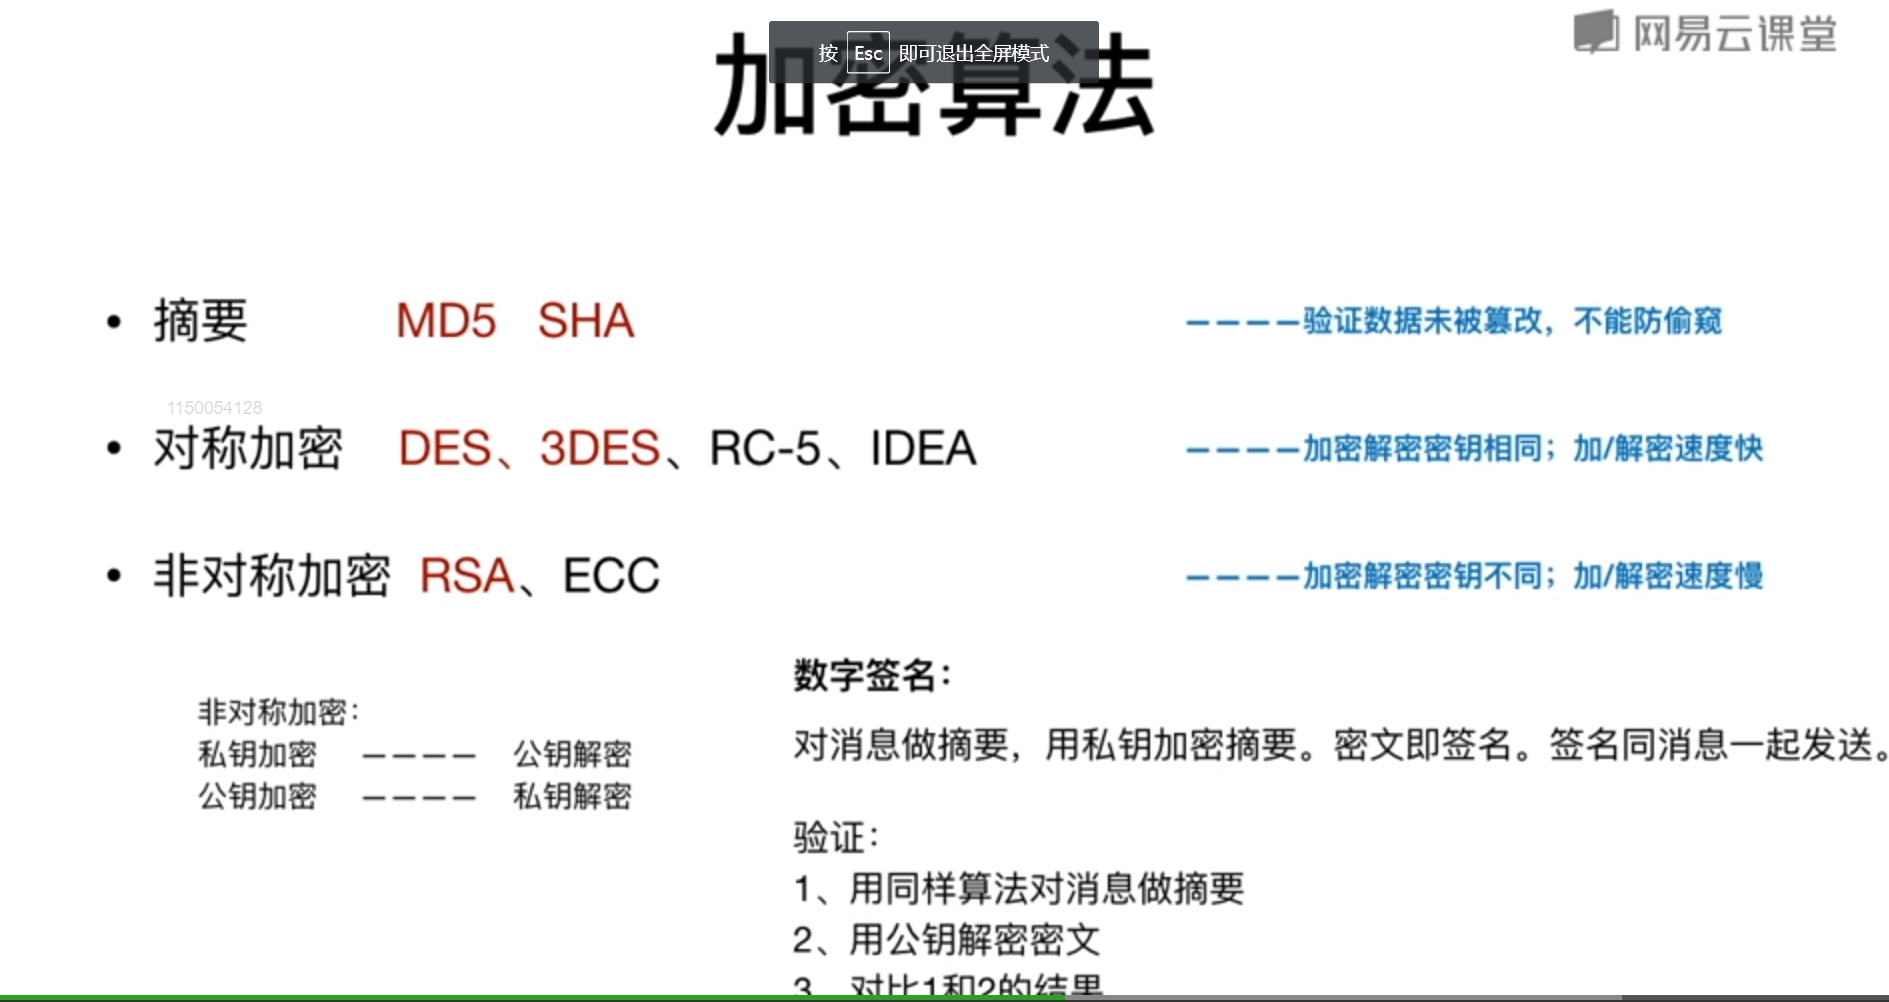 网易云课堂
按 Esc 即可退出全屏模式
加密算法
• 摘要 MD5 SHA ————验证数据未被篡改，不能防偷窥
1150054128
• 对称加密 DES、3DES、RC-5、IDEA ————加密解密密钥相同；加/解密速度快
• 非对称加密 RSA、ECC ————加密解密密钥不同；加/解密速度慢
非对称加密：
私钥加密 ———— 公钥解密
公钥加密 ———— 私钥解密
数字签名：
对消息做摘要，用私钥加密摘要。密文即签名。签名同消息一起发送。
验证：
1、用同样算法对消息做摘要
2、用公钥解密密文
3、对比1和2的结果